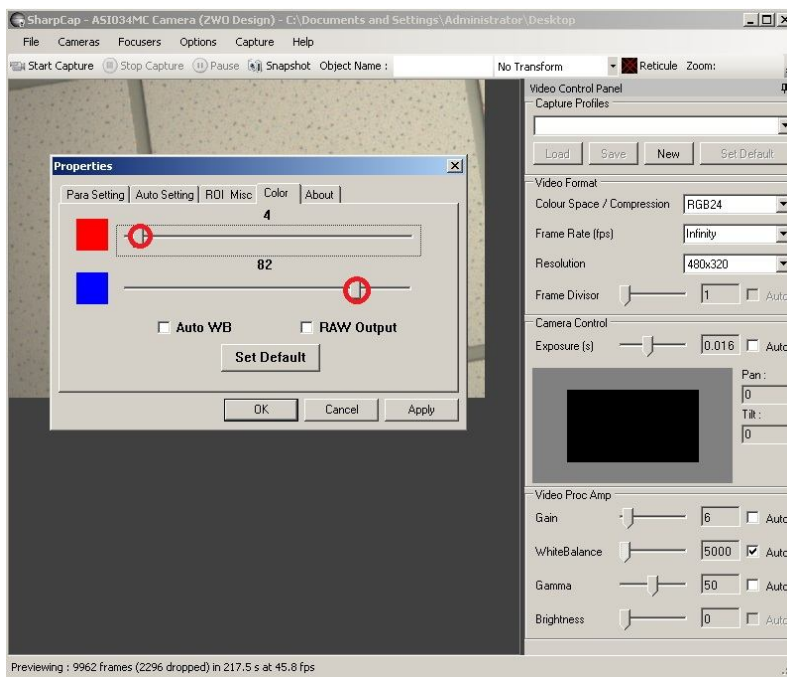 SharpCap - ASI034MC Camera (ZWO Design) - C:\Documents and Settings\Administrator\Desktop
File Cameras Focusers Options Capture Help
Start Capture Stop Capture Pause Snapshot Object Name : No Transform Reticule Zoom:
Video Control Panel
Capture Profiles
Load Save New Set Default
Video Format
Colour Space / Compression RGB24
Frame Rate (fps) Infinity
Resolution 480x320
Frame Divisor 1 Auto
Camera Control
Exposure (s) 0.016 Auto
Pan :
0
Tilt :
0
Video Proc Amp
Gain 6 Auto
WhiteBalance 5000 Auto
Gamma 50 Auto
Brightness 0 Auto
Properties
Para Setting Auto Setting ROI Misc Color About
4
82
Auto WB RAW Output
Set Default
OK Cancel Apply
Previewing : 9962 frames (2296 dropped) in 217.5 s at 45.8 fps